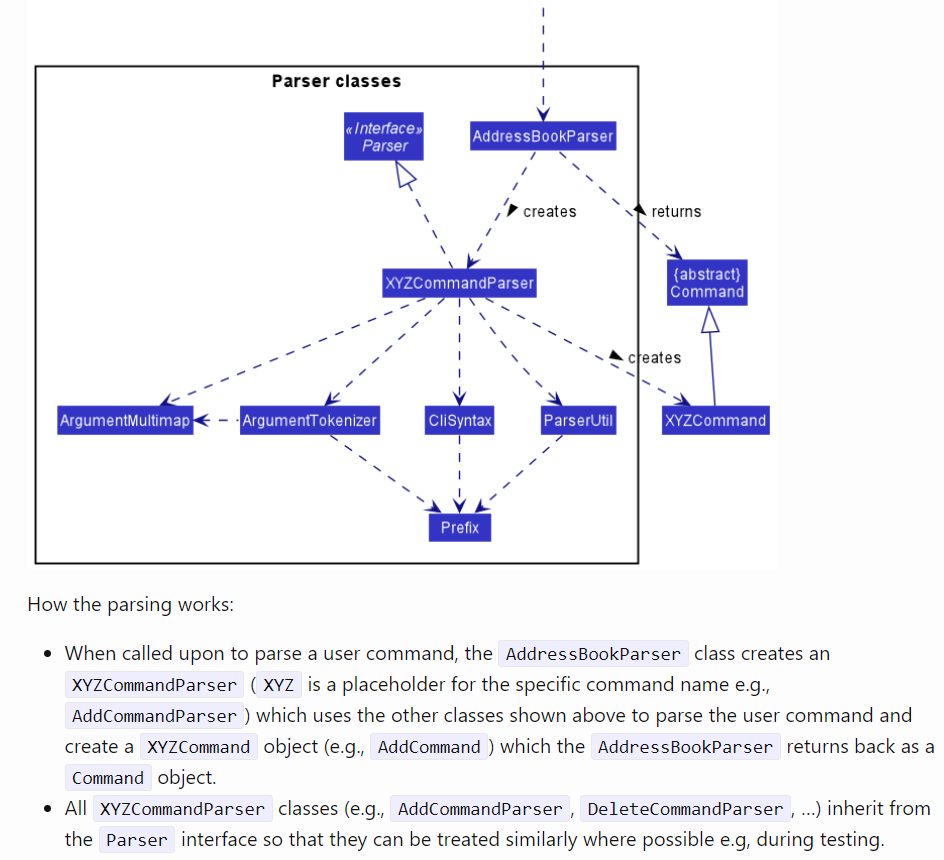 Parser classes
«Interface»
Parser
AddressBookParser
creates
returns
XYZCommandParser
{abstract}
Command
creates
ArgumentMultimap
ArgumentTokenizer
CliSyntax
ParserUtil
XYZCommand
Prefix
How the parsing works:
• When called upon to parse a user command, the AddressBookParser class creates an
XYZCommandParser ( XYZ is a placeholder for the specific command name e.g.,
AddCommandParser ) which uses the other classes shown above to parse the user command and
create a XYZCommand object (e.g., AddCommand ) which the AddressBookParser returns back as a
Command object.
• All XYZCommandParser classes (e.g., AddCommandParser , DeleteCommandParser , ...) inherit from
the Parser interface so that they can be treated similarly where possible e.g, during testing.